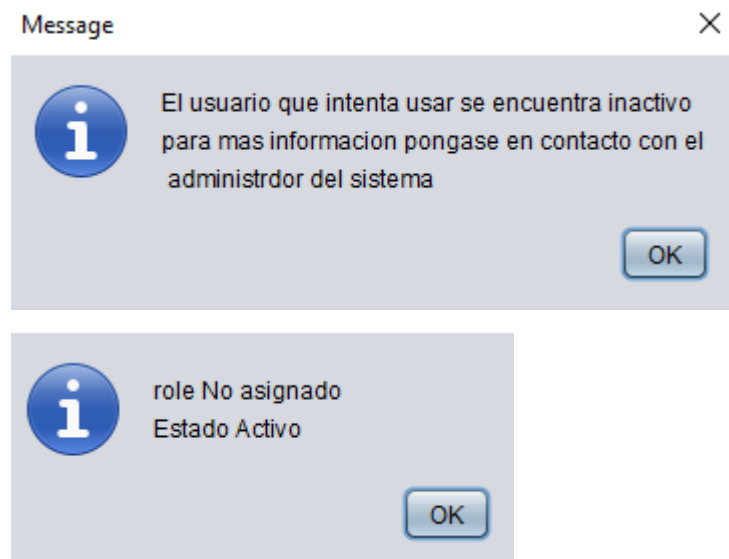 Message
El usuario que intenta usar se encuentra inactivo
para mas informacion pongase en contacto con el
administrdor del sistema
OK
role No asignado
Estado Activo
OK